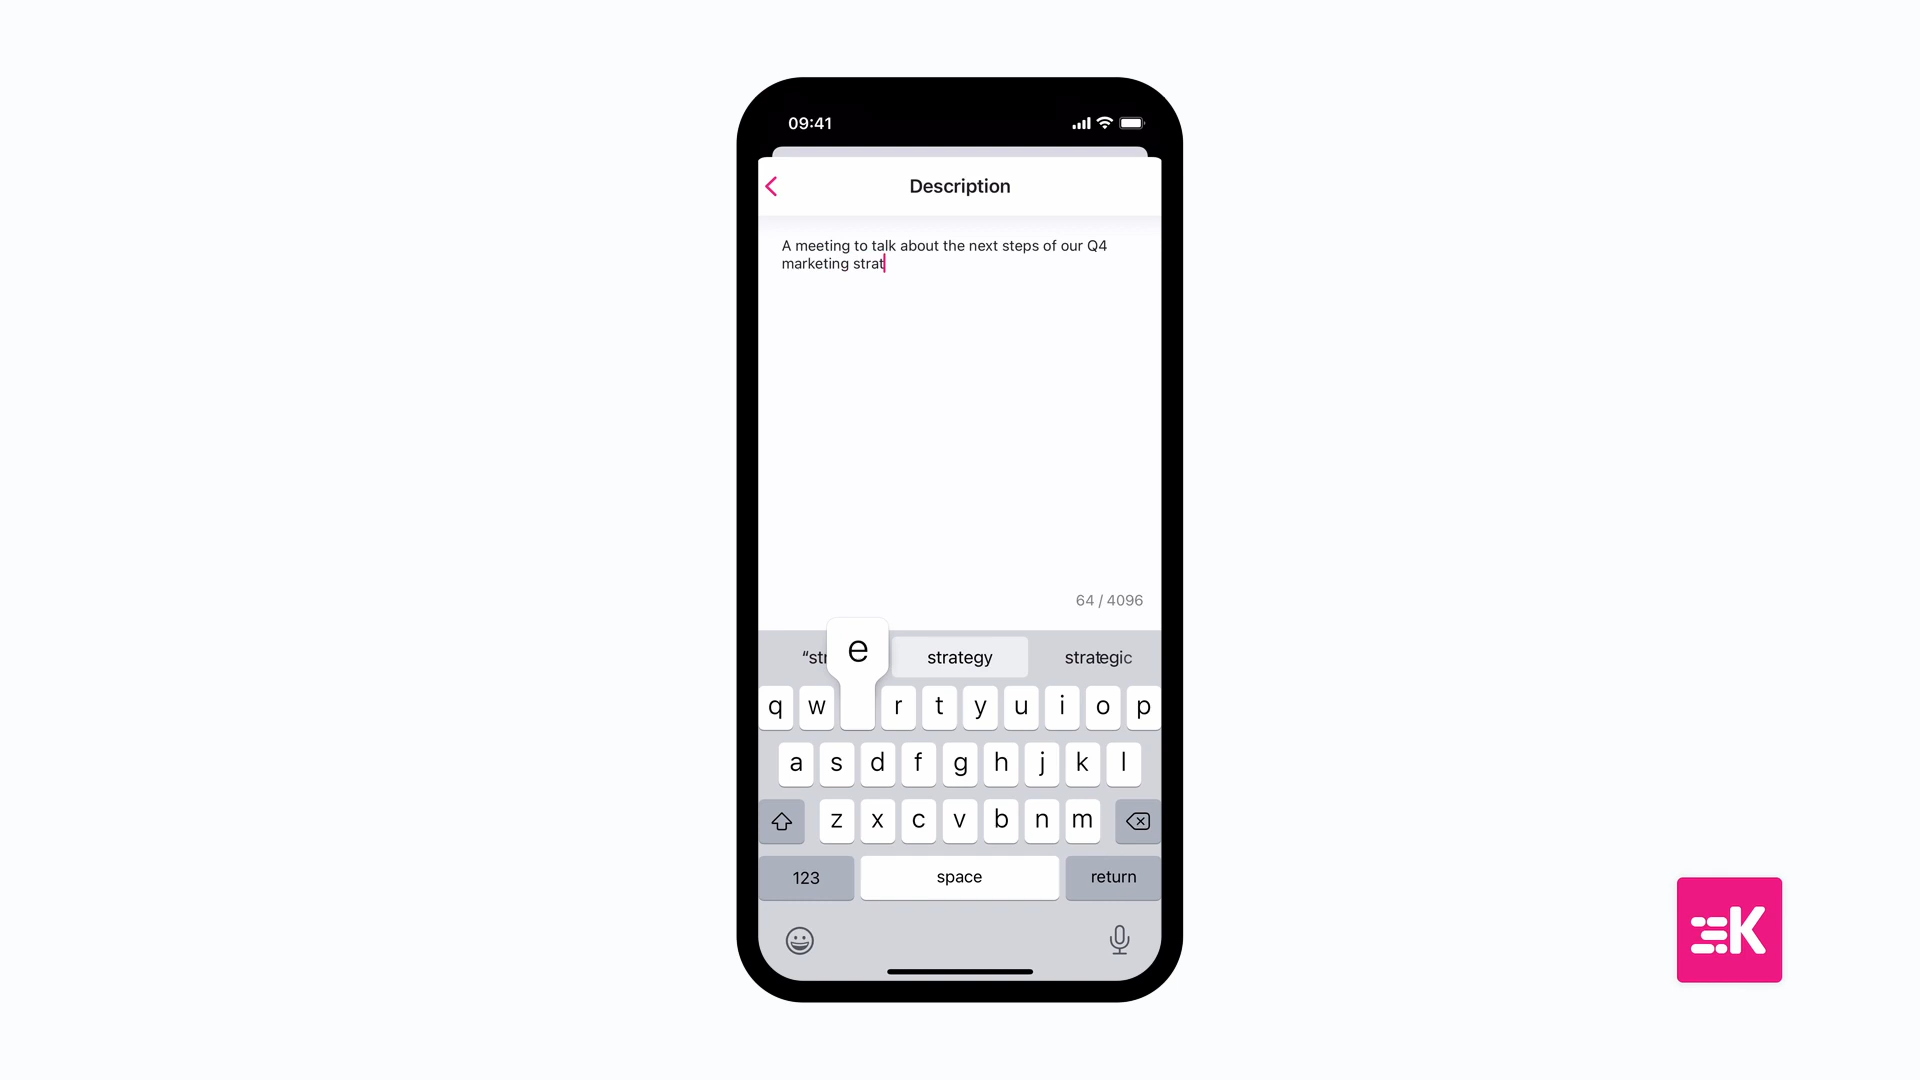 09:41
Description
A meeting to talk about the next steps of our Q4
marketing strat
64 / 4096
“str strategy strategic
e
q w r t y u i o p
a s d f g h j k l
z x c v b n m
123 space return
K